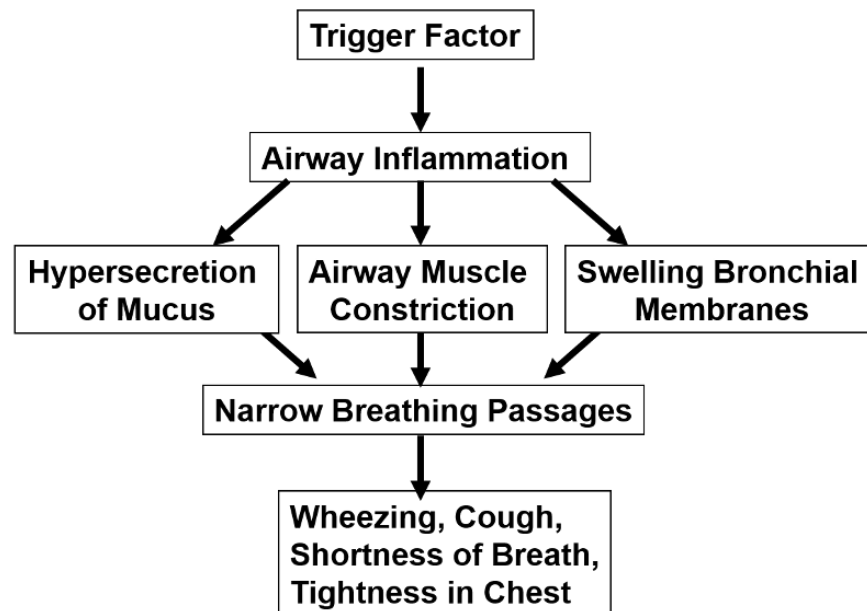 Trigger Factor
Airway Inflammation
Hypersecretion
of Mucus
Airway Muscle
Constriction
Swelling Bronchial
Membranes
Narrow Breathing Passages
Wheezing, Cough,
Shortness of Breath,
Tightness in Chest